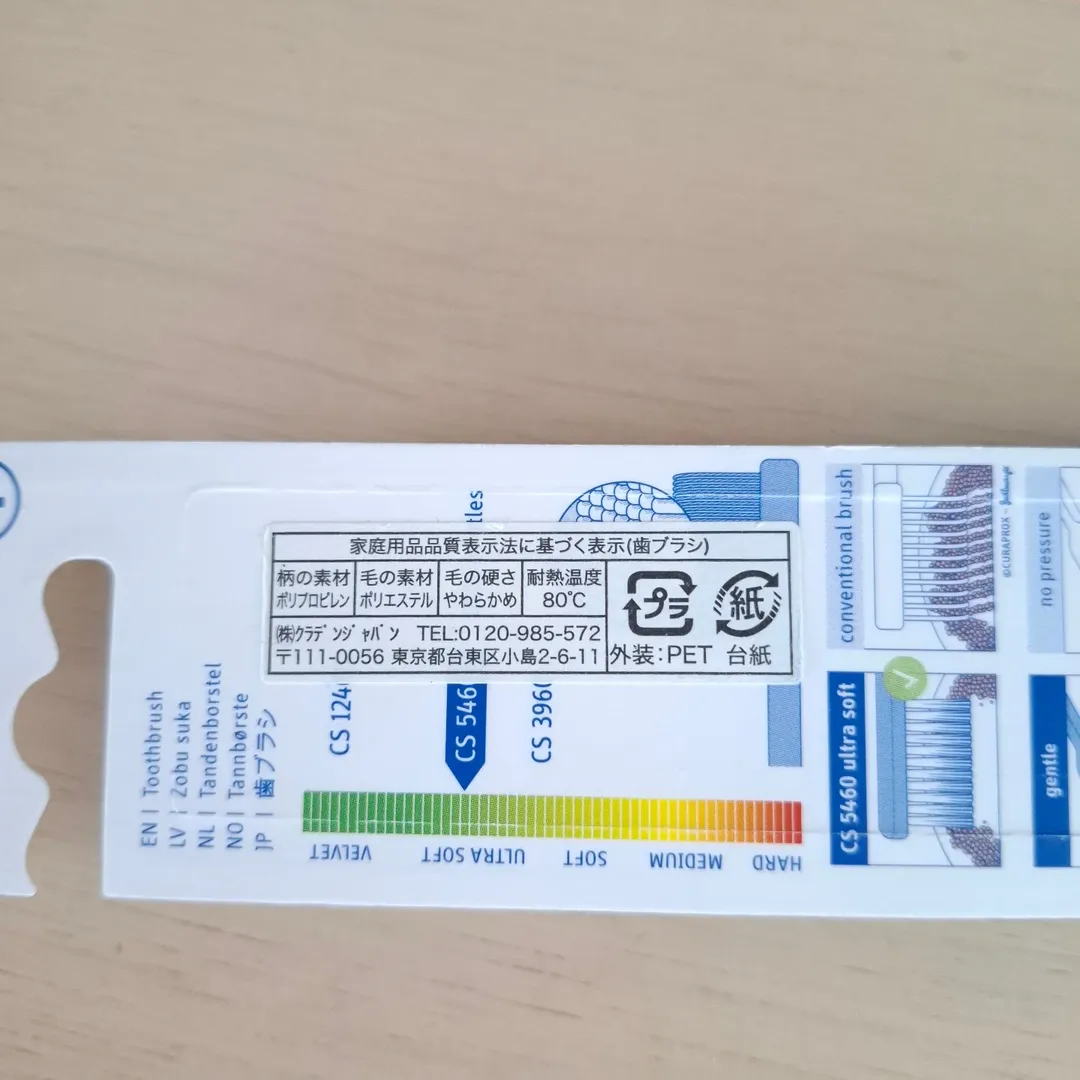 家庭用品品質表示法に基づく表示(歯ブラシ)
柄の素材 毛の素材 毛の硬さ 耐熱温度
ポリプロピレン ポリエステル やわらかめ 80℃
プラ 紙
㈱クラデンジャパン TEL:0120-985-572
〒111-0056 東京都台東区小島2-6-11
外装:PET 台紙
EN | Toothbrush
LV | Zobu suka
NL | Tandenborstel
NO | Tannbørste
JP | 歯ブラシ
CS 5460
VELVET
ULTRA SOFT
SOFT
MEDIUM
HARD
conventional brush
©CURAPROX
CS 5460 ultra soft
no pressure
gentle